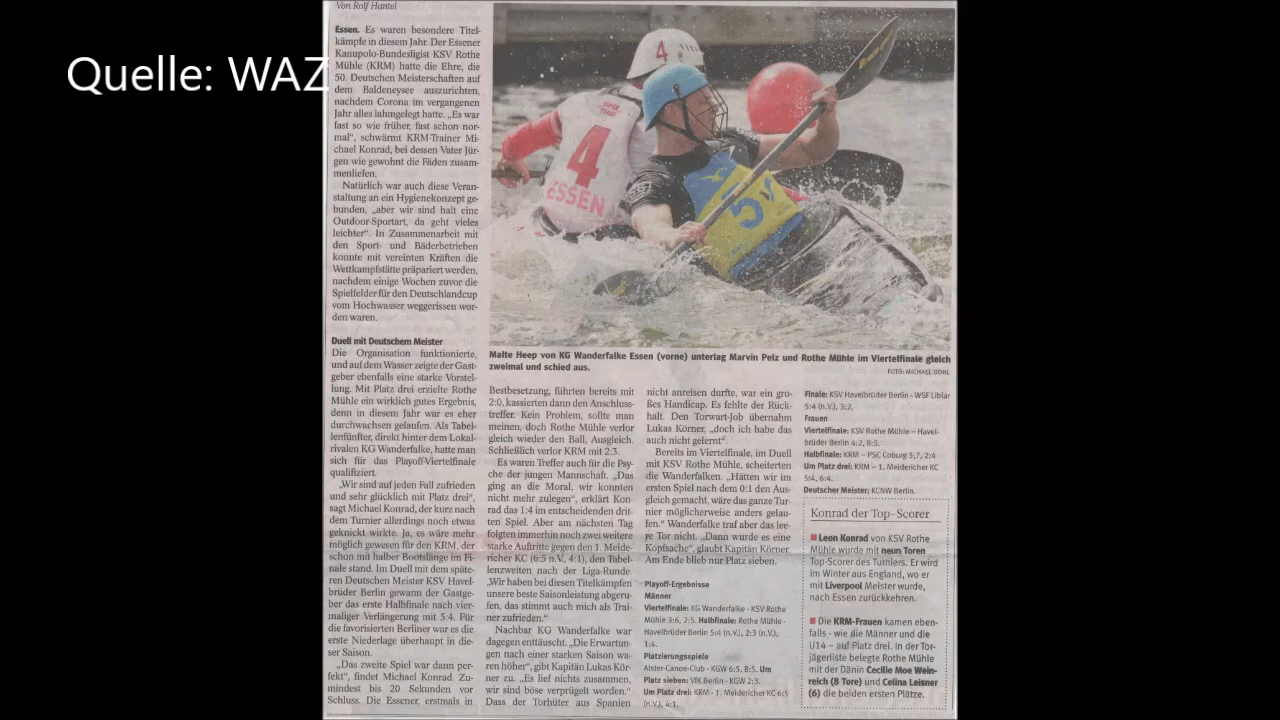 Von Rolf Hantel
Quelle: WAZ
Essen. Es waren besondere Titel-
kämpfe in diesem Jahr. Der Essener
Kanupolo-Bundesligist KSV Rothe
Mühle (KRM) hatte die Ehre, die
50. Deutschen Meisterschaften auf
dem Baldeneysee auszurichten,
nachdem Corona im vergangenen
Jahr alles lahmgelegt hatte. „Es war
fast so wie früher, fast schon nor-
mal“, schwärmt KRM-Trainer Mi-
chael Konrad, bei dessen Vater Jür-
gen wie gewohnt die Fäden zusam-
menliefen.
Natürlich war auch diese Veran-
staltung an ein Hygienekonzept ge-
bunden, „aber wir sind halt eine
Outdoor-Sportart, da geht vieles
leichter“. In Zusammenarbeit mit
den Sport- und Bäderbetrieben
konnte mit vereinten Kräften die
Wettkampfstätte präpariert werden,
nachdem einige Wochen zuvor die
Spielfelder für den Deutschlandcup
vom Hochwasser weggerissen wor-
den waren.
Duell mit Deutschem Meister
Die Organisation funktionierte,
und auf dem Wasser zeigte der Gast-
geber ebenfalls eine starke Vorstel-
lung. Mit Platz drei erzielte Rothe
Mühle ein wirklich gutes Ergebnis,
denn in diesem Jahr war es eher
durchwachsen gelaufen. Als Tabel-
lenfünfter, direkt hinter dem Lokal-
rivalen KG Wanderfalke, hatte man
sich für das Playoff-Viertelfinale
qualifiziert.
„Wir sind auf jeden Fall zufrieden
und sehr glücklich mit Platz drei“,
sagt Michael Konrad, der kurz nach
dem Turnier allerdings noch etwas
geknickt wirkte. Ja, es wäre mehr
möglich gewesen für den KRM, der
schon mit halber Bootslänge im Fi-
nale stand. Im Duell mit dem späte-
ren Deutschen Meister KSV Havel-
brüder Berlin gewann der Gastge-
ber das erste Halbfinale nach vier-
maliger Verlängerung mit 5:4. Für
die favorisierten Berliner war es die
erste Niederlage überhaupt in die-
ser Saison.
„Das zweite Spiel war dann per-
fekt“, findet Michael Konrad. Zu-
mindest bis 20 Sekunden vor
Schluss. Die Essener, erstmals in
4
SUPER
4
ESSEN
5
Malte Heep von KG Wanderfalke Essen (vorne) unterlag Marvin Pelz und Rothe Mühle im Viertelfinale gleich
zweimal und schied aus.
FOTO: MICHAEL GOHL
Bestbesetzung, führten bereits mit
2:0, kassierten dann den Anschluss-
treffer. Kein Problem, sollte man
meinen, doch Rothe Mühle verlor
gleich wieder den Ball, Ausgleich.
Schließlich verlor KRM mit 2:3.
Es waren Treffer auch für die Psy-
che der jungen Mannschaft. „Das
ging an die Moral, wir konnten
nicht mehr zulegen“, erklärt Kon-
rad das 1:4 im entscheidenden drit-
ten Spiel. Aber am nächsten Tag
folgten immerhin noch zwei weitere
starke Auftritte gegen den 1. Meide-
richer KC (6:5 n.V., 4:1), den Tabel-
lenzweiten nach der Liga-Runde.
„Wir haben bei diesen Titelkämpfen
unsere beste Saisonleistung abgeru-
fen, das stimmt auch mich als Trai-
ner zufrieden.“
Nachbar KG Wanderfalke war
dagegen enttäuscht. „Die Erwartun-
gen nach einer starken Saison wa-
ren höher“, gibt Kapitän Lukas Kör-
ner zu. „Es lief nichts zusammen,
wir sind böse verprügelt worden.“
Dass der Torhüter aus Spanien
nicht anreisen durfte, war ein gro-
ßes Handicap. Es fehlte der Rück-
halt. Den Torwart-Job übernahm
Lukas Körner, „doch ich habe das
auch nicht gelernt“.
Bereits im Viertelfinale, im Duell
mit KSV Rothe Mühle, scheiterten
die Wanderfalken. „Hätten wir im
ersten Spiel nach dem 0:1 den Aus-
gleich gemacht, wäre das ganze Tur-
nier möglicherweise anders gelau-
fen.“ Wanderfalke traf aber das lee-
re Tor nicht. „Dann wurde es eine
Kopfsache“, glaubt Kapitän Körner.
Am Ende blieb nur Platz sieben.
Playoff-Ergebnisse
Männer
Viertelfinale: KG Wanderfalke - KSV Rothe
Mühle 3:6, 2:5. Halbfinale: Rothe Mühle -
Havelbrüder Berlin 5:4 (n.V.), 2:3 (n.V.),
1:4.
Platzierungsspiele
Alster-Canoe-Club - KGW 6:5, 8:5. Um
Platz sieben: VfK Berlin - KGW 2:3.
Um Platz drei: KRM - 1. Meidericher KC 6:5
(n.V.), 4:1.
Finale: KSV Havelbrüder Berlin - WSF Liblar
5:4 (n.V.), 3:2.
Frauen
Viertelfinale: KSV Rothe Mühle – Havel-
brüder Berlin 4:2, 8:5.
Halbfinale: KRM – PSC Coburg 5:7, 2:4
Um Platz drei: KRM – 1. Meidericher KC
5:4, 6:4.
Deutscher Meister: KCNW Berlin.
Konrad der Top-Scorer
Leon Konrad von KSV Rothe
Mühle wurde mit neun Toren
Top-Scorer des Turniers. Er wird
im Winter aus England, wo er
mit Liverpool Meister wurde,
nach Essen zurückkehren.
Die KRM-Frauen kamen eben-
falls - wie die Männer und die
U14 – auf Platz drei. In der Tor-
jägerliste belegte Rothe Mühle
mit der Dänin Cecilie Moe Wein-
reich (8 Tore) und Celina Leisner
(6) die beiden ersten Plätze.